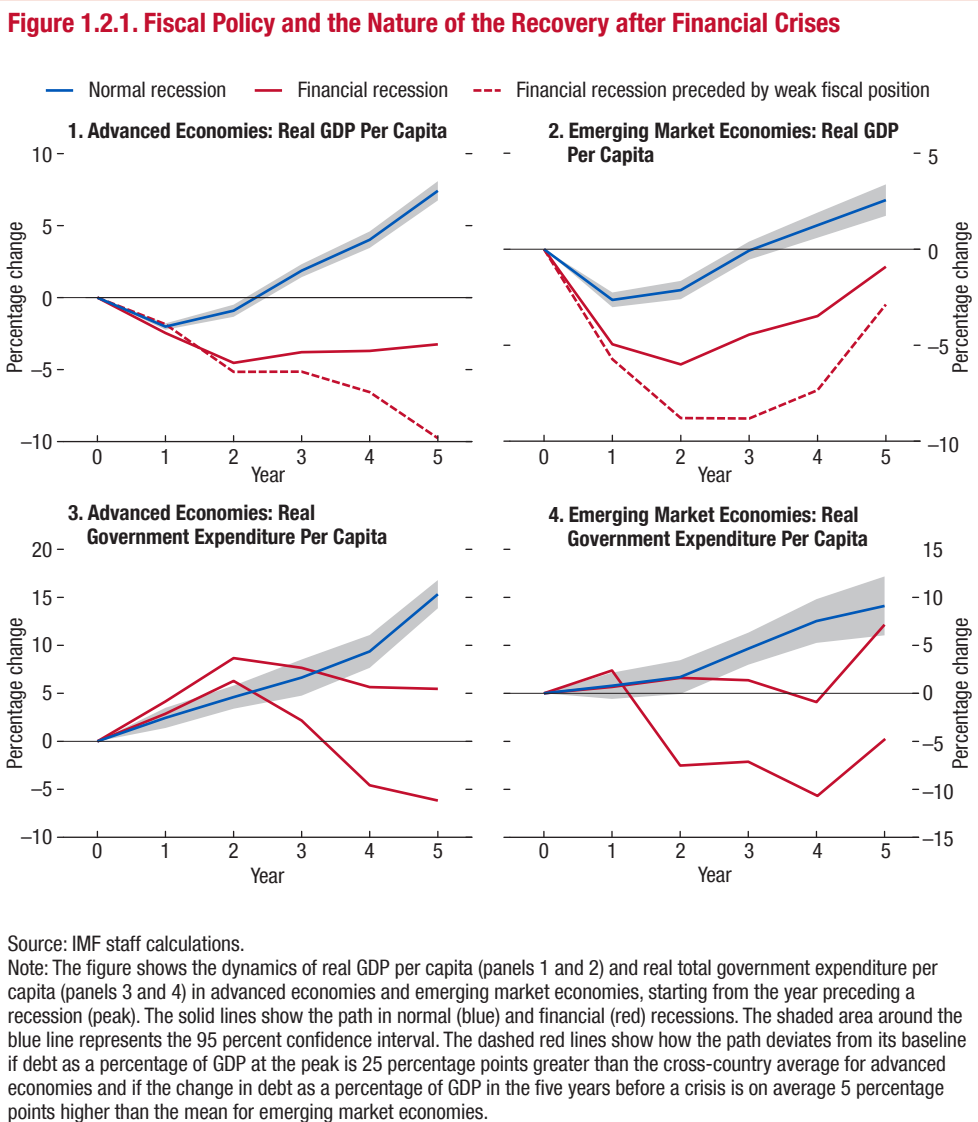 Figure 1.2.1. Fiscal Policy and the Nature of the Recovery after Financial Crises
Normal recession
Financial recession
Financial recession preceded by weak fiscal position
1. Advanced Economies: Real GDP Per Capita
10
5
0
–5
–10
Percentage change
0 1 2 3 4 5
Year
2. Emerging Market Economies: Real GDP
Per Capita
5
0
–5
–10
Percentage change
0 1 2 3 4 5
Year
3. Advanced Economies: Real
Government Expenditure Per Capita
20
15
10
5
0
–5
–10
Percentage change
0 1 2 3 4 5
Year
4. Emerging Market Economies: Real
Government Expenditure Per Capita
15
10
5
0
–5
–10
–15
Percentage change
0 1 2 3 4 5
Year
Source: IMF staff calculations.
Note: The figure shows the dynamics of real GDP per capita (panels 1 and 2) and real total government expenditure per
capita (panels 3 and 4) in advanced economies and emerging market economies, starting from the year preceding a
recession (peak). The solid lines show the path in normal (blue) and financial (red) recessions. The shaded area around the
blue line represents the 95 percent confidence interval. The dashed red lines show how the path deviates from its baseline
if debt as a percentage of GDP at the peak is 25 percentage points greater than the cross-country average for advanced
economies and if the change in debt as a percentage of GDP in the five years before a crisis is on average 5 percentage
points higher than the mean for emerging market economies.